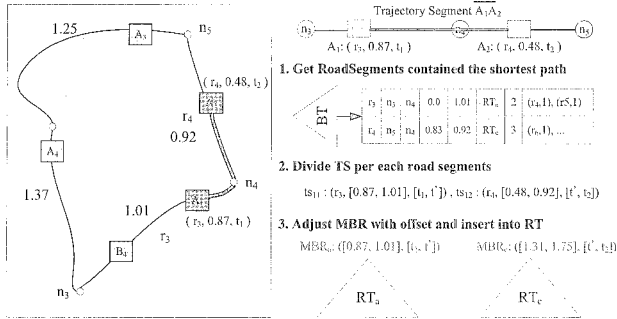 1.25
A₃
n₅
( r₄, 0.48, t₂ )
r₄
0.92
A₄
n₄
1.37
1.01
( r₃, 0.87, t₁ )
r₃
B₄
n₃
Trajectory Segment A₁A₂
n₃
n₅
A₁: ( r₃, 0.87, t₁ )
A₂: ( r₄, 0.48, t₂ )
1. Get RoadSegments contained the shortest path
BT
r₃ n₃ n₄ 0.0 1.01 RTₐ 2 (r₄,1), (r5,1)
r₄ n₅ n₄ 0.83 0.92 RT꜀ 3 (r₆,1), ...
2. Divide TS per each road segments
ts₁₁ : (r₃, [0.87, 1.01], [t₁, t*]) , ts₁₂ : (r₄, [0.48, 0.92], [t*, t₂])
3. Adjust MBR with offset and insert into RT
MBRₐ: ([0.87, 1.01], [t₁, t*])
MBR꜀: ([1.31, 1.75], [t*, t₂])
RTₐ
RT꜀